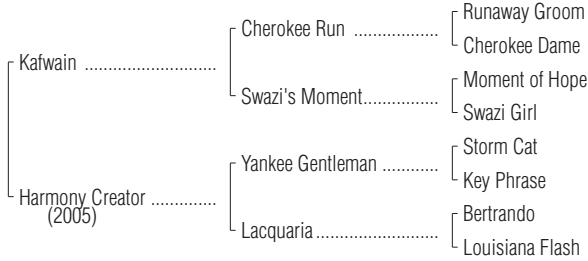 Runaway Groom
Cherokee Run ..................
Cherokee Dame
Kafwain ............................
Moment of Hope
Swazi's Moment................
Swazi Girl
Storm Cat
Yankee Gentleman ............
Key Phrase
Harmony Creator ..............
(2005)
Bertrando
Lacquaria..........................
Louisiana Flash